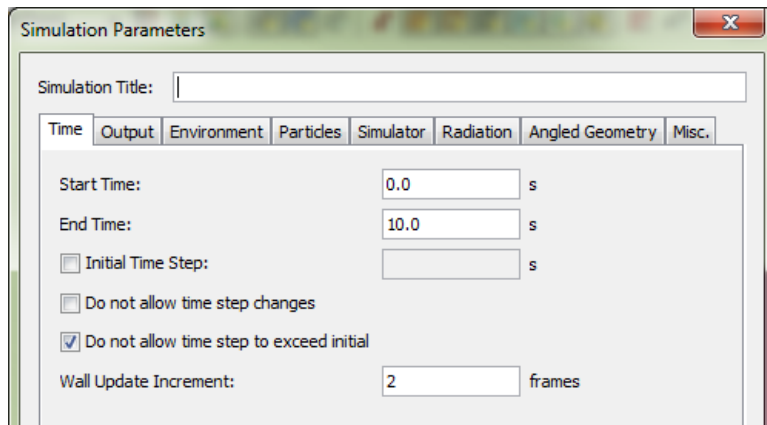 Simulation Parameters
Simulation Title:
Time Output Environment Particles Simulator Radiation Angled Geometry Misc.
Start Time: 0.0 s
End Time: 10.0 s
Initial Time Step: s
Do not allow time step changes
Do not allow time step to exceed initial
Wall Update Increment: 2 frames